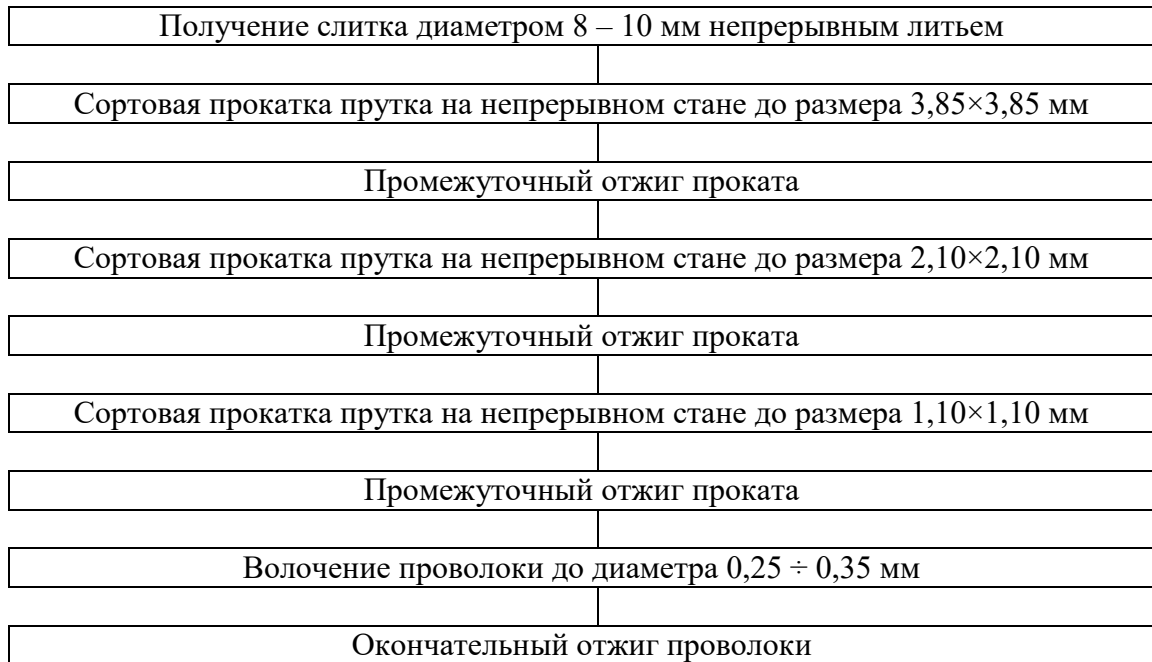 Получение слитка диаметром 8 – 10 мм непрерывным литьем
Сортовая прокатка прутка на непрерывном стане до размера 3,85×3,85 мм
Промежуточный отжиг проката
Сортовая прокатка прутка на непрерывном стане до размера 2,10×2,10 мм
Промежуточный отжиг проката
Сортовая прокатка прутка на непрерывном стане до размера 1,10×1,10 мм
Промежуточный отжиг проката
Волочение проволоки до диаметра 0,25 ÷ 0,35 мм
Окончательный отжиг проволоки